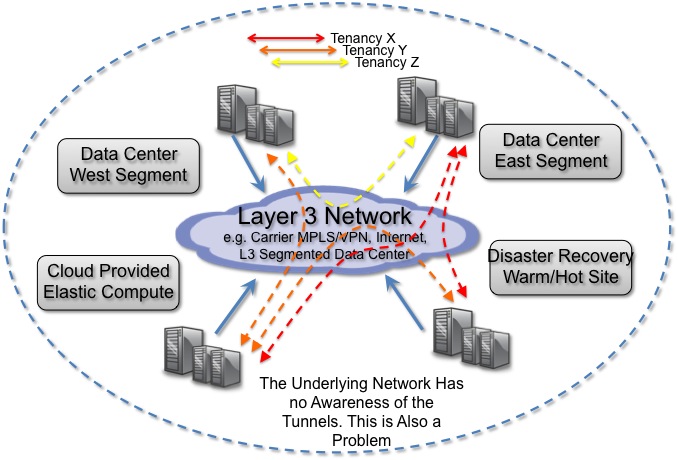 Tenancy X
Tenancy Y
Tenancy Z
Data Center
West Segment
Data Center
East Segment
Layer 3 Network
e.g. Carrier MPLS/VPN, Internet,
L3 Segmented Data Center
Cloud Provided
Elastic Compute
Disaster Recovery
Warm/Hot Site
The Underlying Network Has
no Awareness of the
Tunnels. This is Also a
Problem